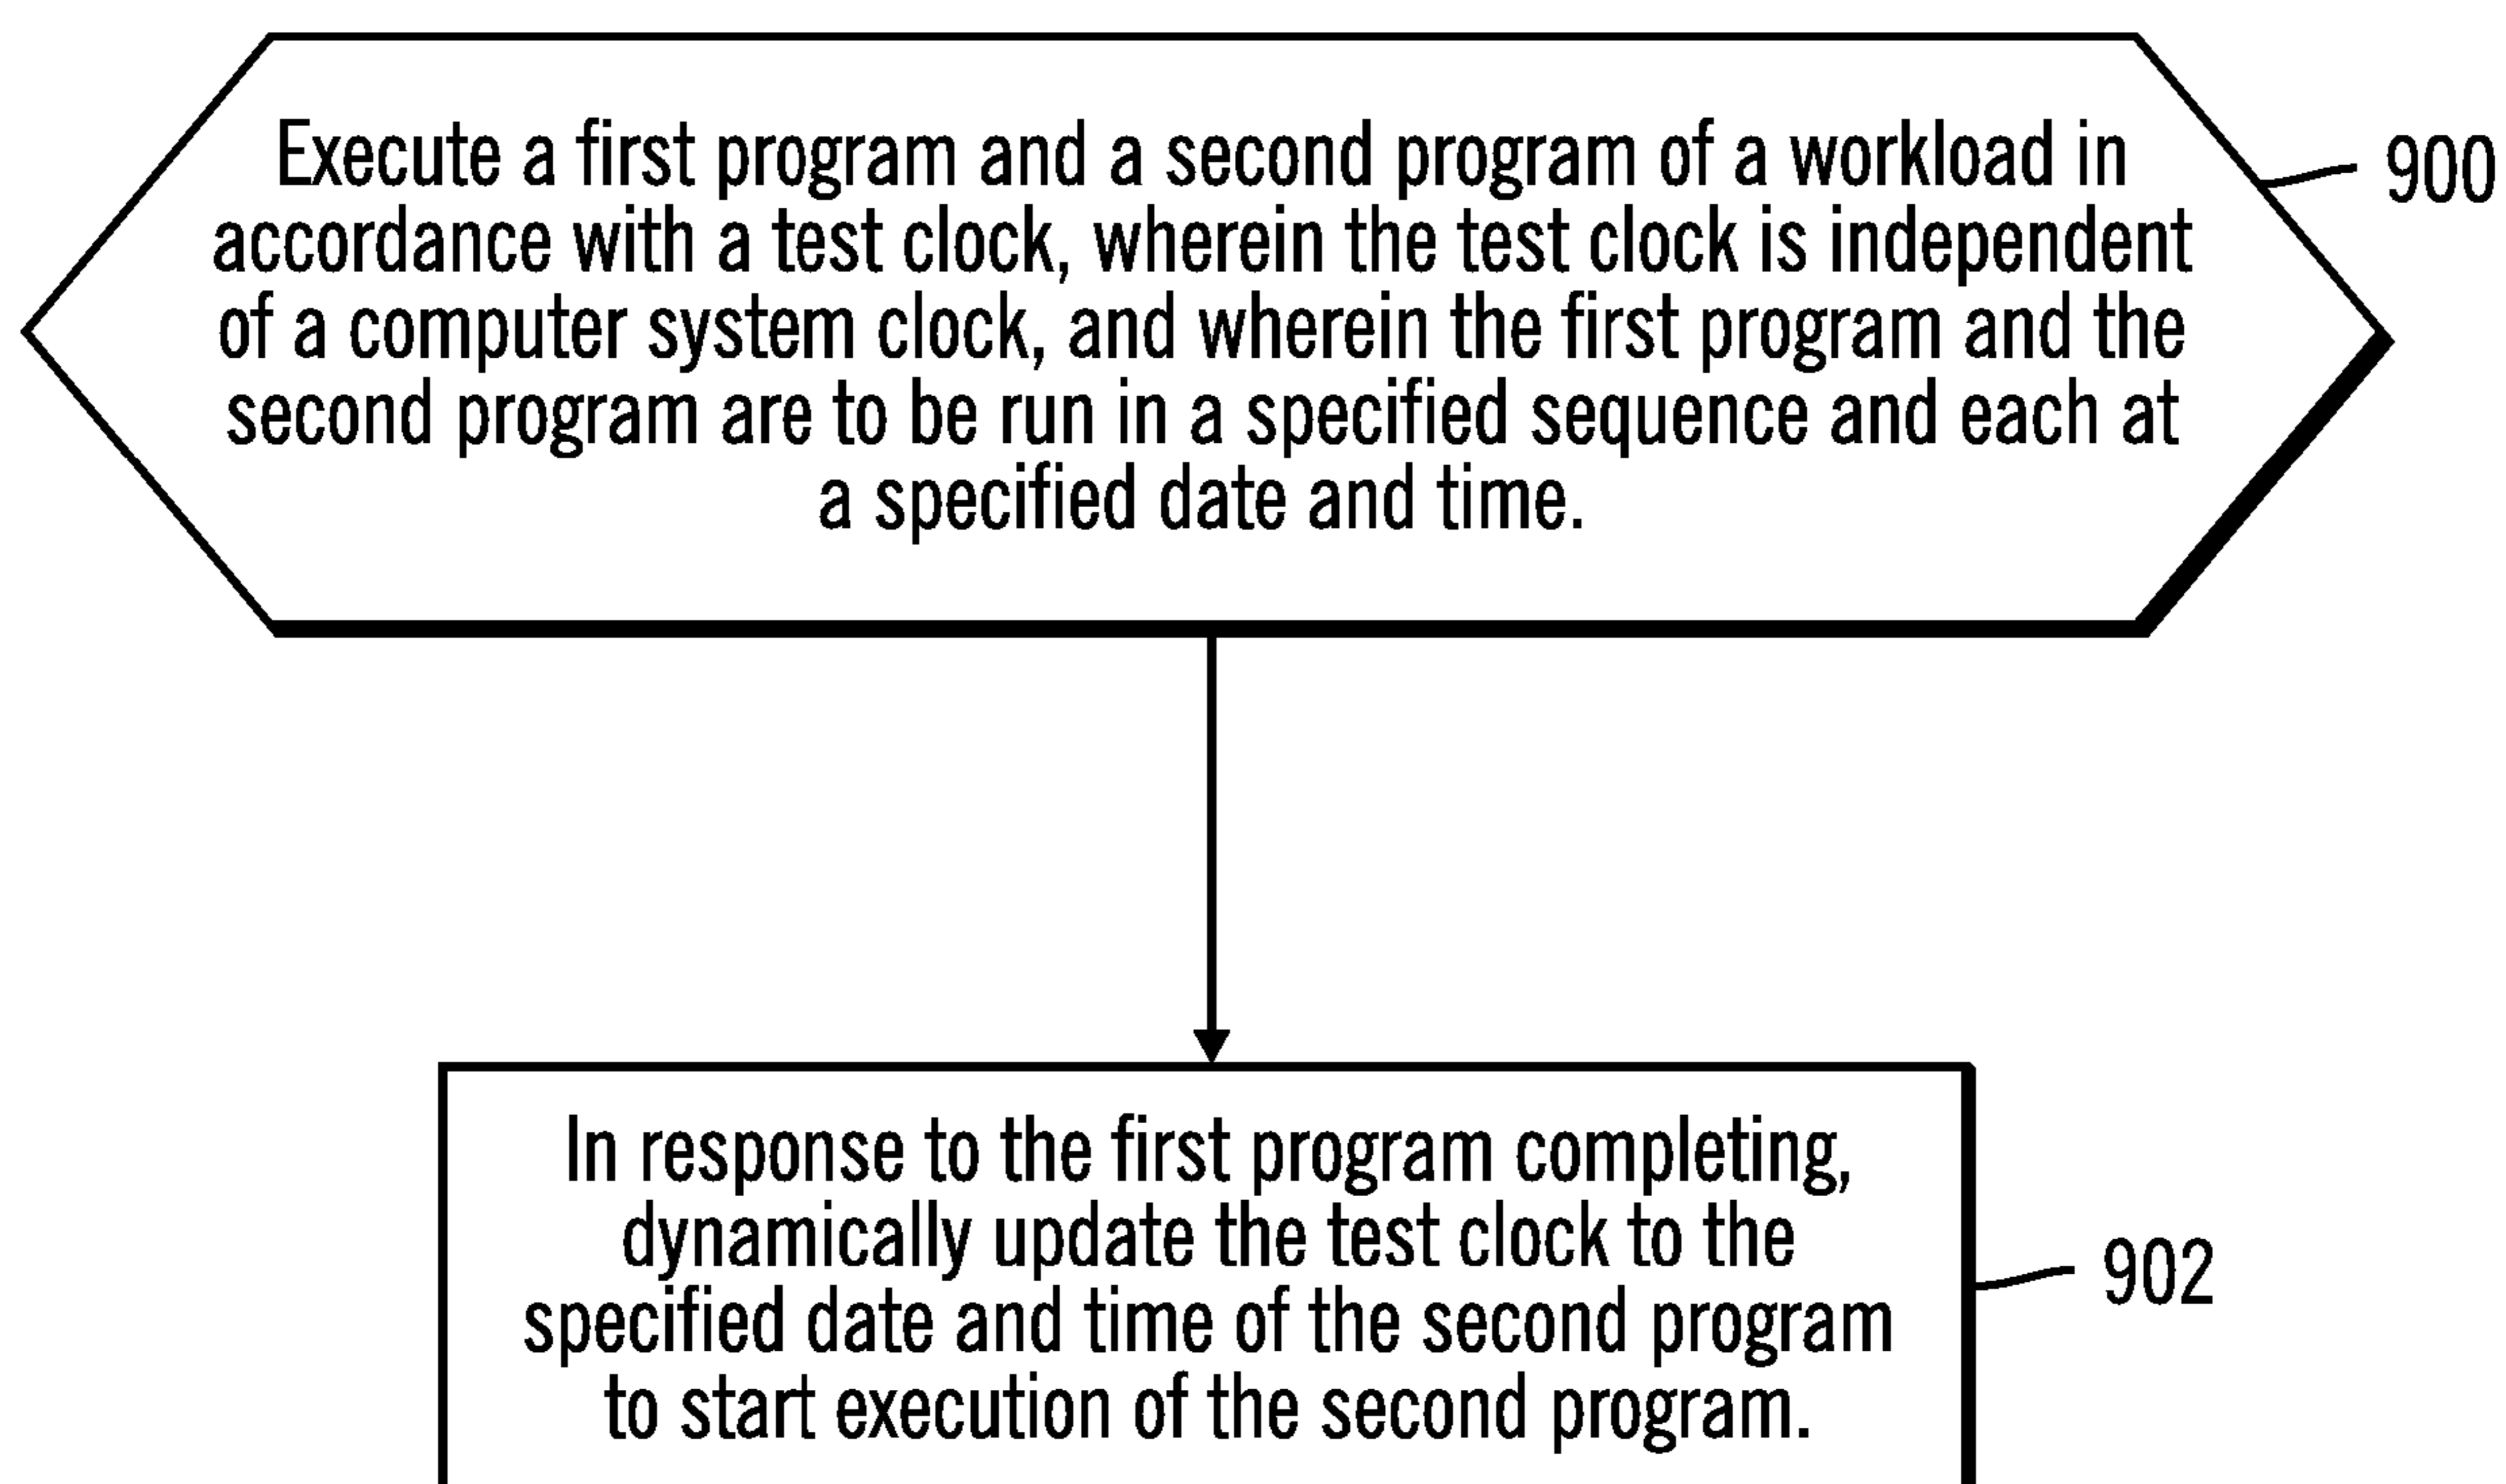 Execute a first program and a second program of a workload in
900
accordance with a test clock, wherein the test clock is independent
of a computer system clock, and wherein the first program and the
second program are to be run in a specified sequence and each at
a specified date and time.
In response to the first program completing,
dynamically update the test clock to the
902
specified date and time of the second program
to start execution of the second program.